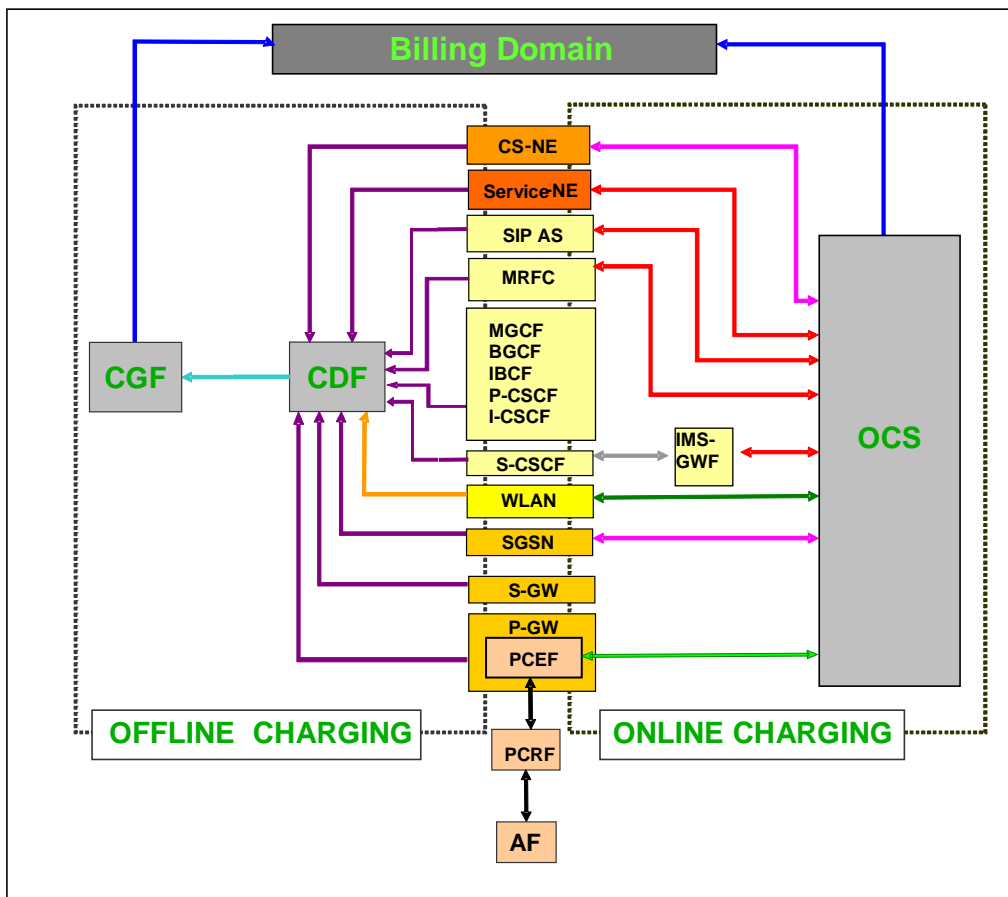 Billing Domain
CS-NE
Service-NE
SIP AS
MRFC
MGCF
BGCF
IBCF
P-CSCF
I-CSCF
CGF
CDF
OCS
IMS-
GWF
S-CSCF
WLAN
SGSN
S-GW
P-GW
PCEF
OFFLINE CHARGING
ONLINE CHARGING
PCRF
AF